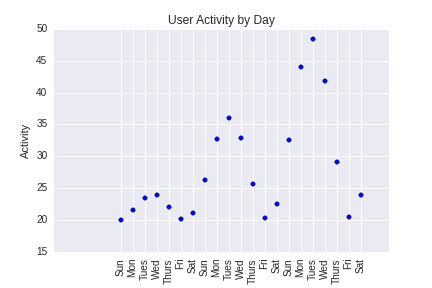 User Activity by Day
Activity
50
45
40
35
30
25
20
15
Sun
Mon
Tues
Wed
Thurs
Fri
Sat
Sun
Mon
Tues
Wed
Thurs
Fri
Sat
Sun
Mon
Tues
Wed
Thurs
Fri
Sat